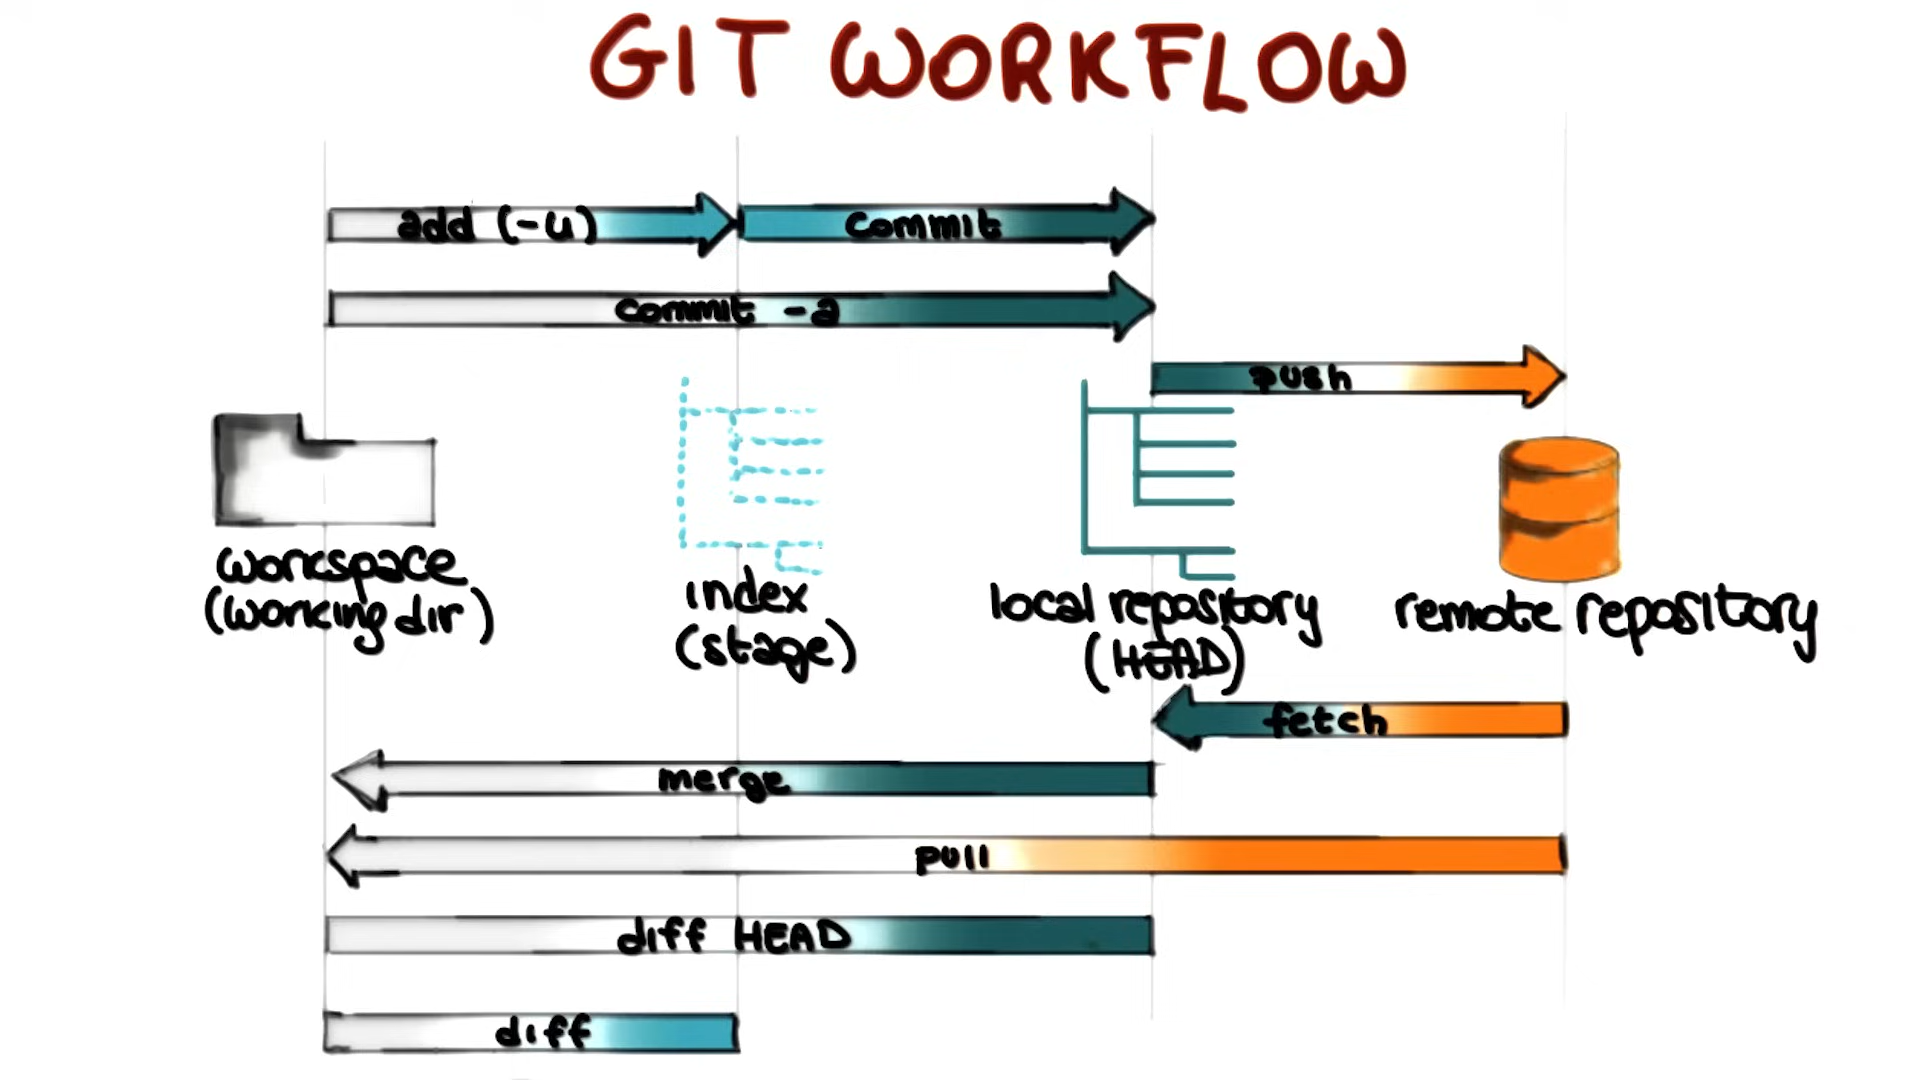 GIT WORKFLOW
add (-u)
commit
commit -a
push
workspace
(working dir)
index
(stage)
local repository
(HEAD)
remote repository
fetch
merge
pull
diff HEAD
diff